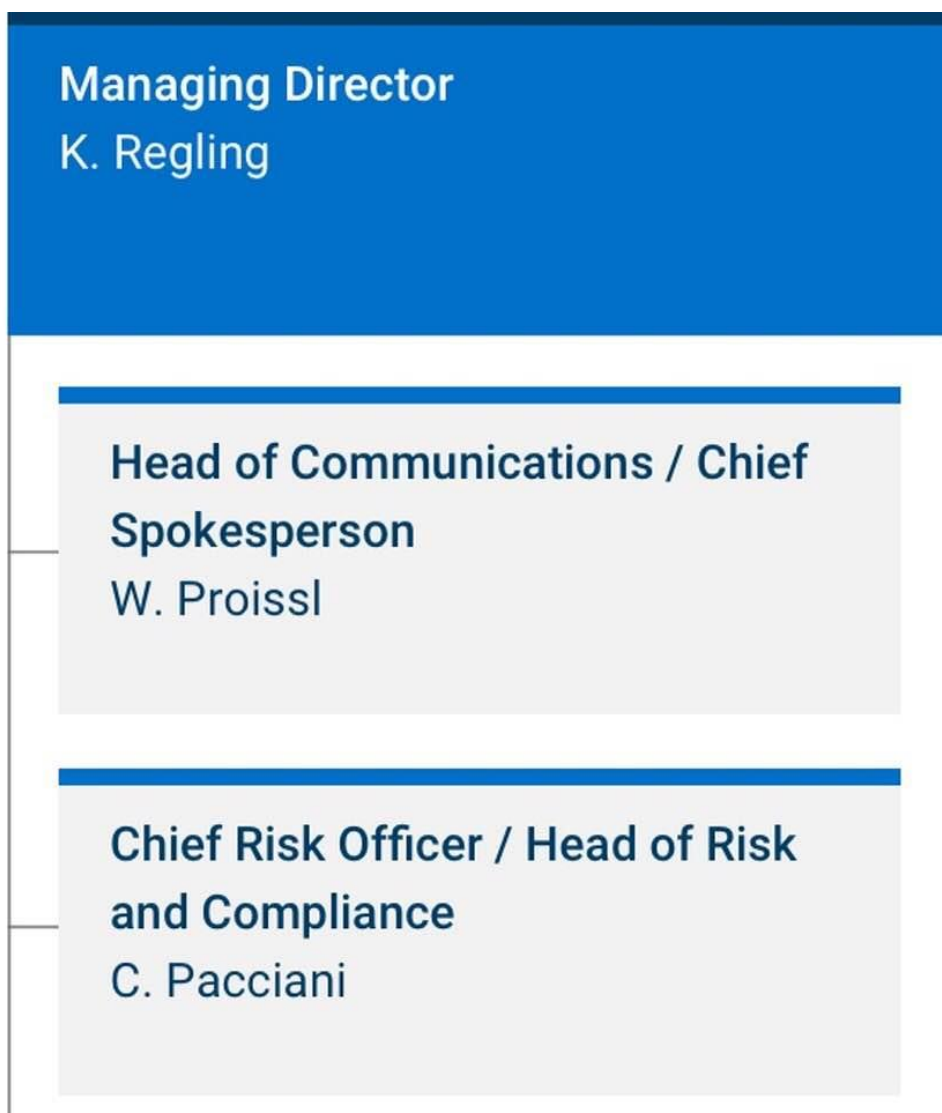 Managing Director
K. Regling
Head of Communications / Chief
Spokesperson
W. Proissl
Chief Risk Officer / Head of Risk
and Compliance
C. Pacciani